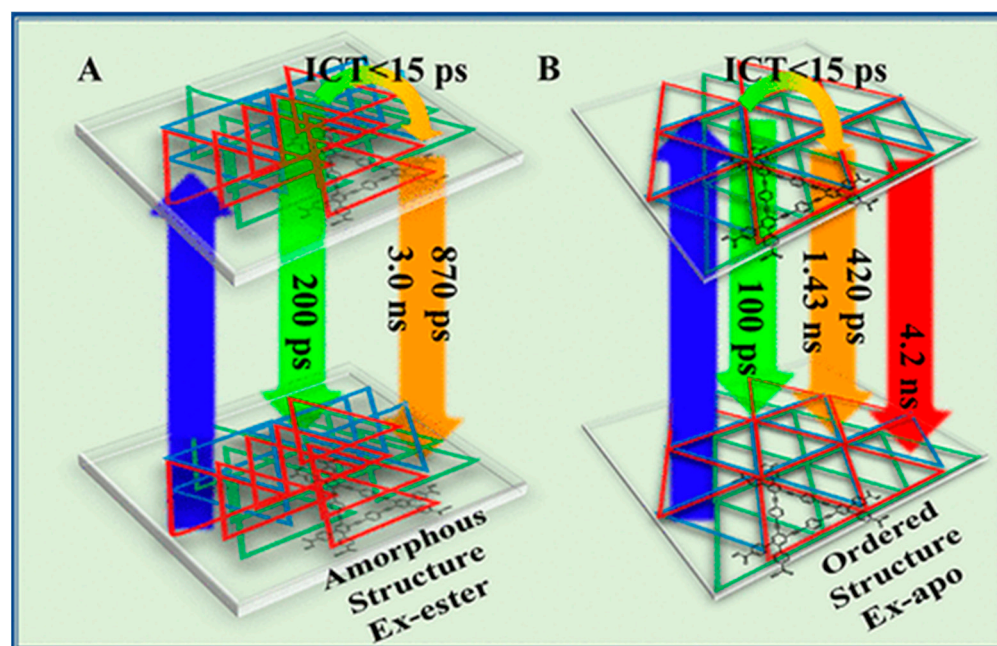 A
ICT<15 ps
200 ps
870 ps
3.0 ns
Amorphous
Structure
Ex-ester
B
ICT<15 ps
100 ps
420 ps
1.43 ns
4.2 ns
Ordered
Structure
Ex-apo